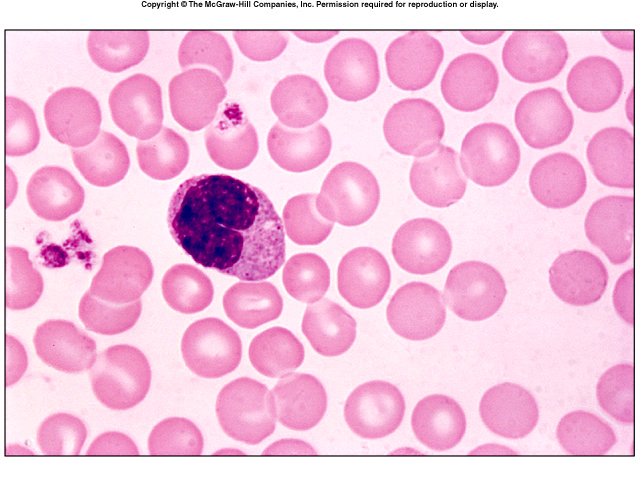 Copyright © The McGraw-Hill Companies, Inc. Permission required for reproduction or display.